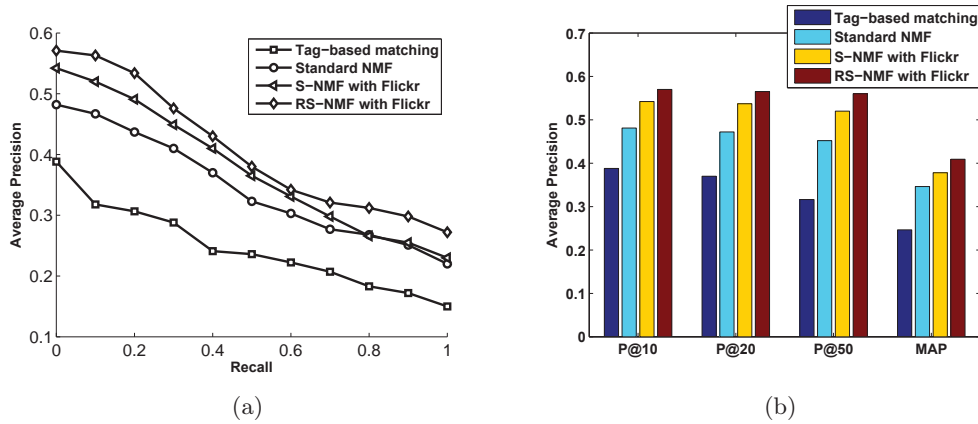 0.6
0.5
0.4
0.3
0.2
0.1
Average Precision
0
0.2
0.4
0.6
0.8
1
Recall
Tag-based matching
Standard NMF
S-NMF with Flickr
RS-NMF with Flickr
(a)
0.7
0.6
0.5
0.4
0.3
0.2
0.1
0
Average Precision
P@10
P@20
P@50
MAP
Tag-based matching
Standard NMF
S-NMF with Flickr
RS-NMF with Flickr
(b)